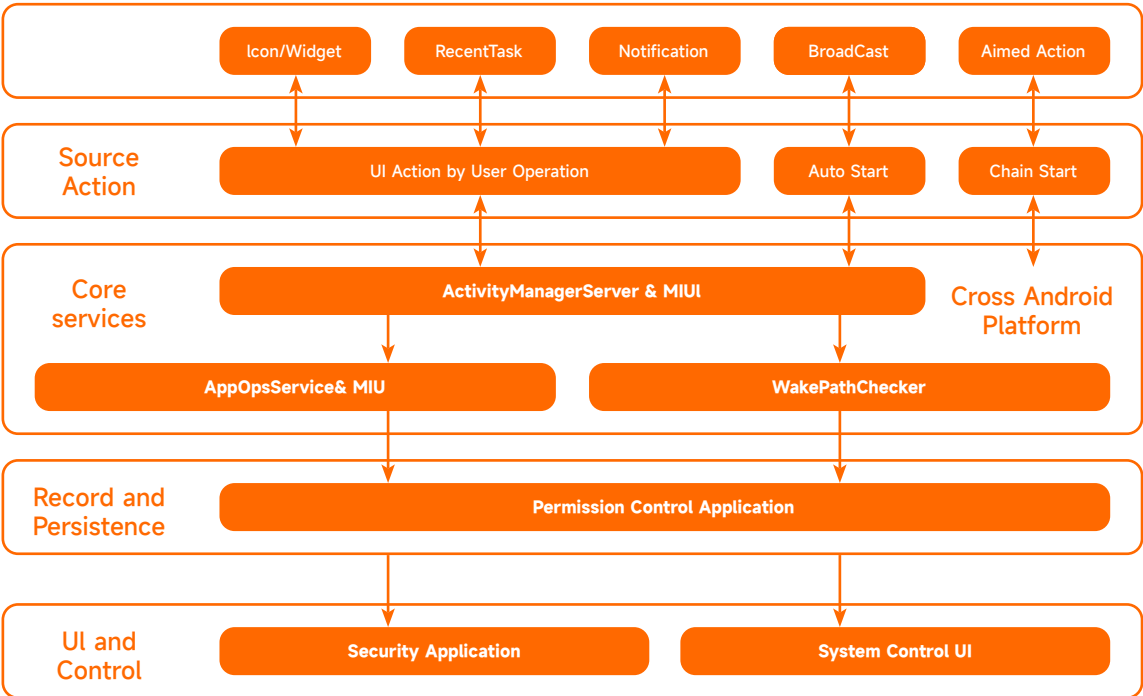 Icon/Widget
RecentTask
Notification
BroadCast
Aimed Action
Source
Action
UI Action by User Operation
Auto Start
Chain Start
Core
services
ActivityManagerServer & MIUl
Cross Android
Platform
AppOpsService& MIU
WakePathChecker
Record and
Persistence
Permission Control Application
Ul and
Control
Security Application
System Control UI